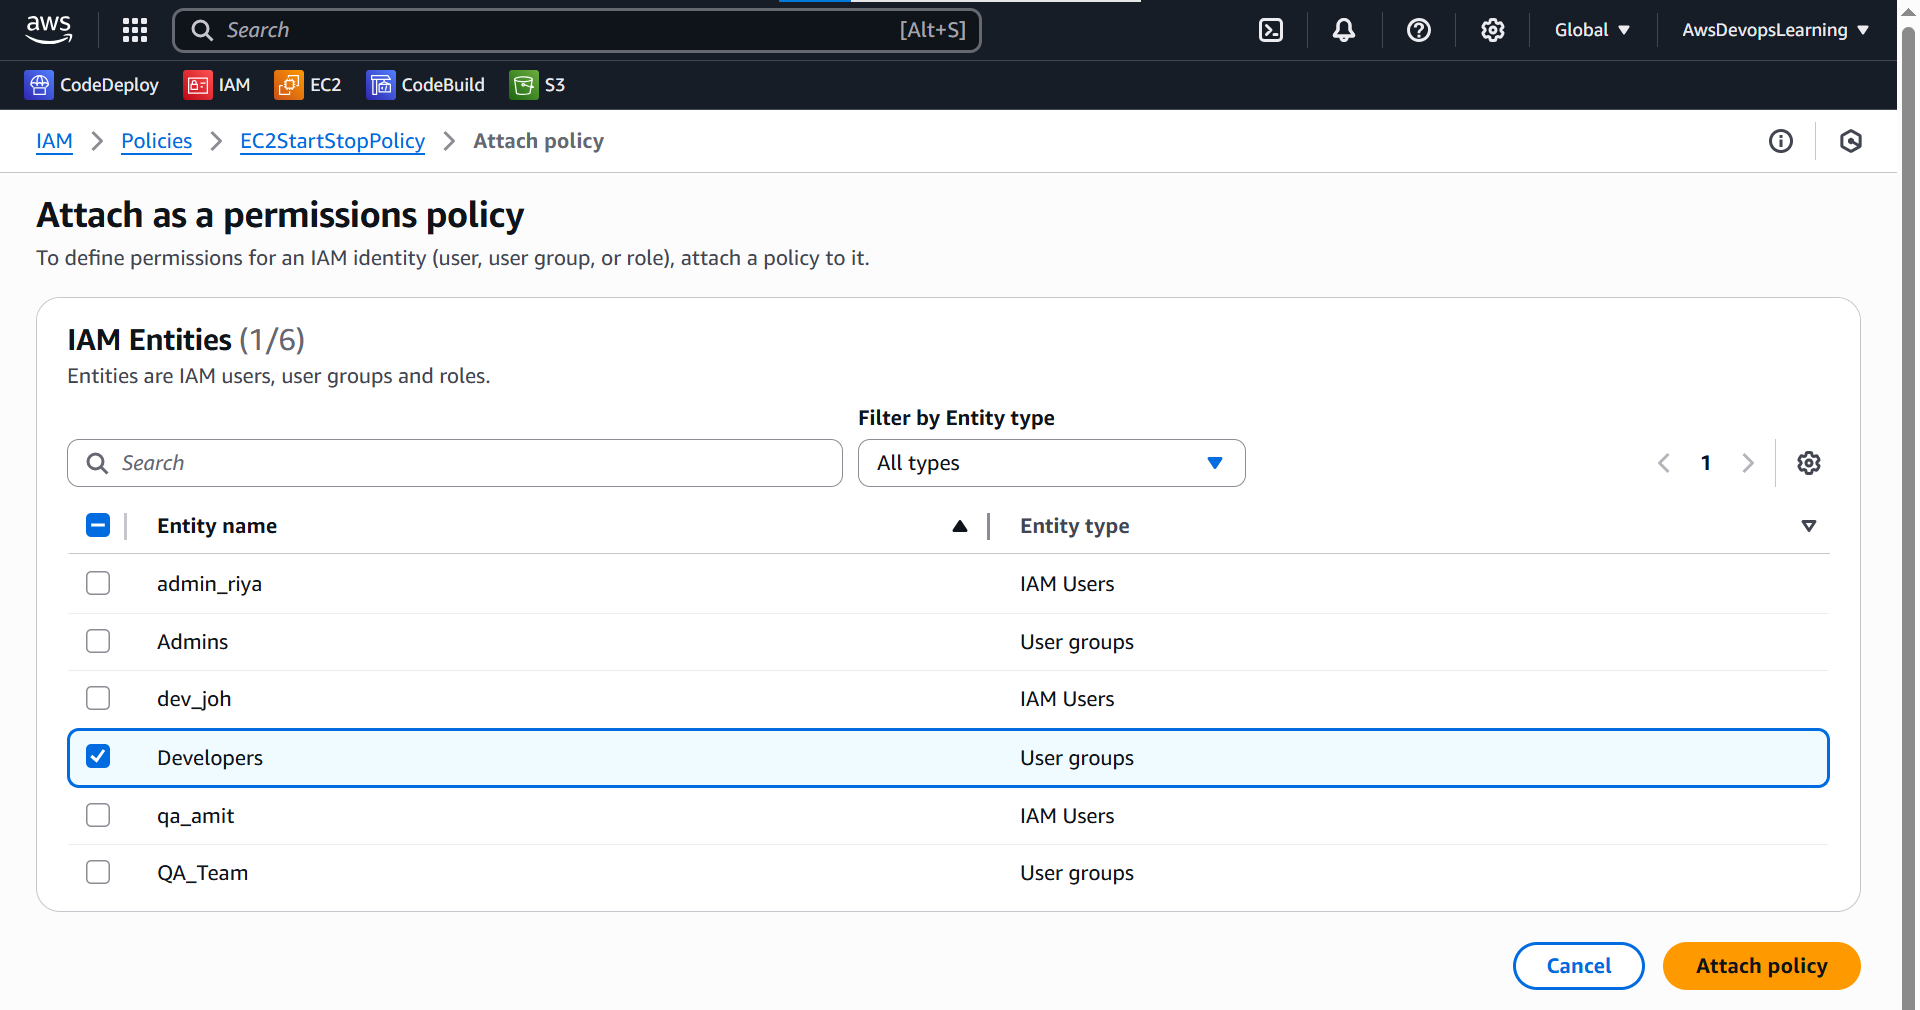 aws
Search [Alt+S] Global AwsDevopsLearning
CodeDeploy IAM EC2 CodeBuild S3
IAM Policies EC2StartStopPolicy Attach policy
Attach as a permissions policy
To define permissions for an IAM identity (user, user group, or role), attach a policy to it.
IAM Entities (1/6)
Entities are IAM users, user groups and roles.
Filter by Entity type
Search All types 1
Entity name Entity type
admin_riya IAM Users
Admins User groups
dev_joh IAM Users
Developers User groups
qa_amit IAM Users
QA_Team User groups
Cancel Attach policy